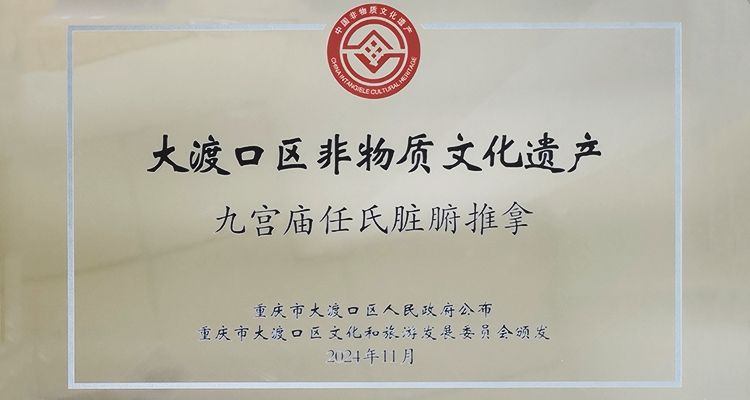 中国非物质文化遗产
CHINA INTANGIBLE CULTURAL HERITAGE
大渡口区非物质文化遗产
九宫庙任氏脏腑推拿
重庆市大渡口区人民政府公布
重庆市大渡口区文化和旅游发展委员会颁发
2024年11月